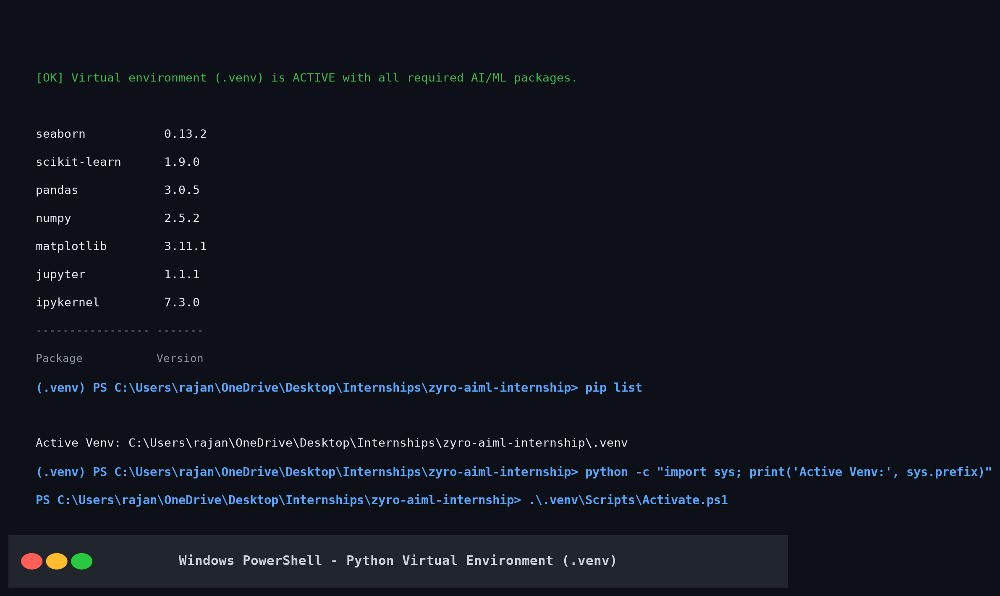 [OK] Virtual environment (.venv) is ACTIVE with all required AI/ML packages.
seaborn           0.13.2
scikit-learn      1.9.0
pandas            3.0.5
numpy             2.5.2
matplotlib        3.11.1
jupyter           1.1.1
ipykernel         7.3.0
----------------- -------
Package           Version
(.venv) PS C:\Users\rajan\OneDrive\Desktop\Internships\zyro-aiml-internship> pip list
Active Venv: C:\Users\rajan\OneDrive\Desktop\Internships\zyro-aiml-internship\.venv
(.venv) PS C:\Users\rajan\OneDrive\Desktop\Internships\zyro-aiml-internship> python -c "import sys; print('Active Venv:', sys.prefix)"
PS C:\Users\rajan\OneDrive\Desktop\Internships\zyro-aiml-internship> .\.venv\Scripts\Activate.ps1
Windows PowerShell - Python Virtual Environment (.venv)